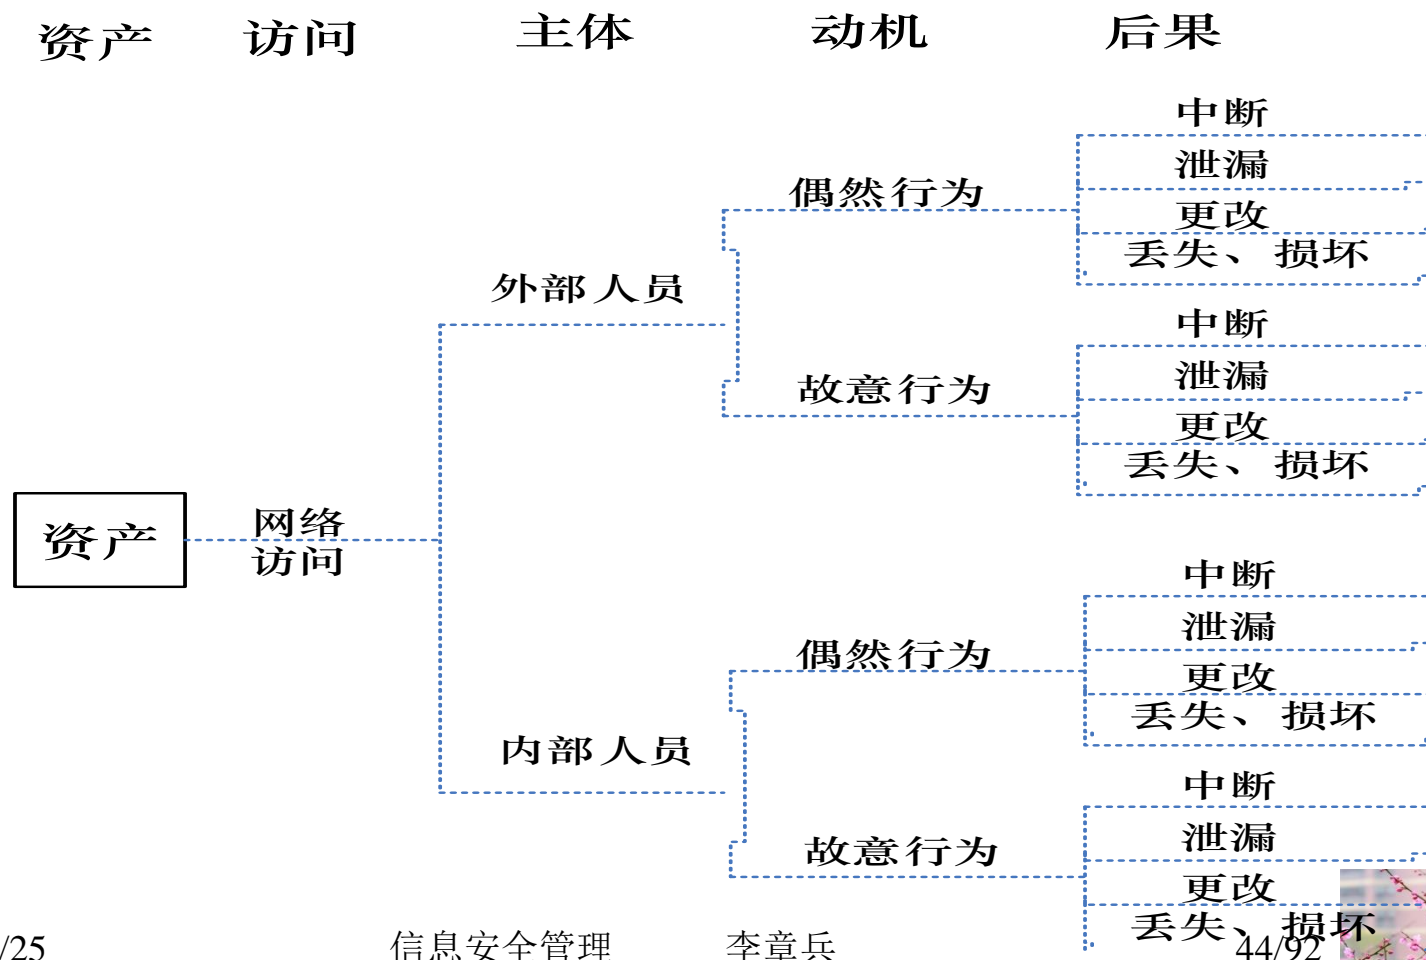 资产 访问 主体 动机 后果
中断
泄漏
偶然行为
更改
丢失、损坏
外部人员
中断
泄漏
故意行为
更改
丢失、损坏
资产
网络
访问
中断
泄漏
偶然行为
更改
丢失、损坏
内部人员
中断
泄漏
故意行为
更改
丢失、损坏
/25 信息安全管理 李章兵 44/92